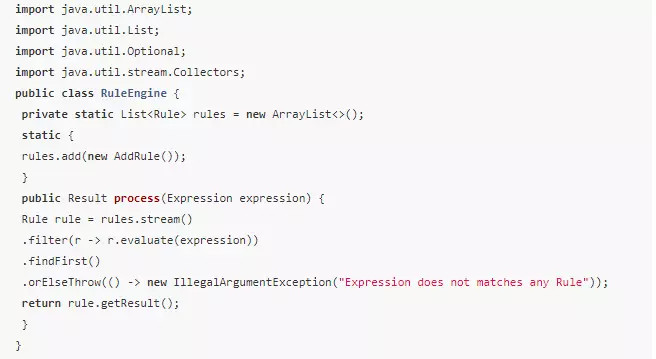 import java.util.ArrayList;
import java.util.List;
import java.util.Optional;
import java.util.stream.Collectors;
public class RuleEngine {
private static List<Rule> rules = new ArrayList<>();
static {
rules.add(new AddRule());
}
public Result process(Expression expression) {
Rule rule = rules.stream()
.filter(r -> r.evaluate(expression))
.findFirst()
.orElseThrow(() -> new IllegalArgumentException("Expression does not matches any Rule"));
return rule.getResult();
}
}